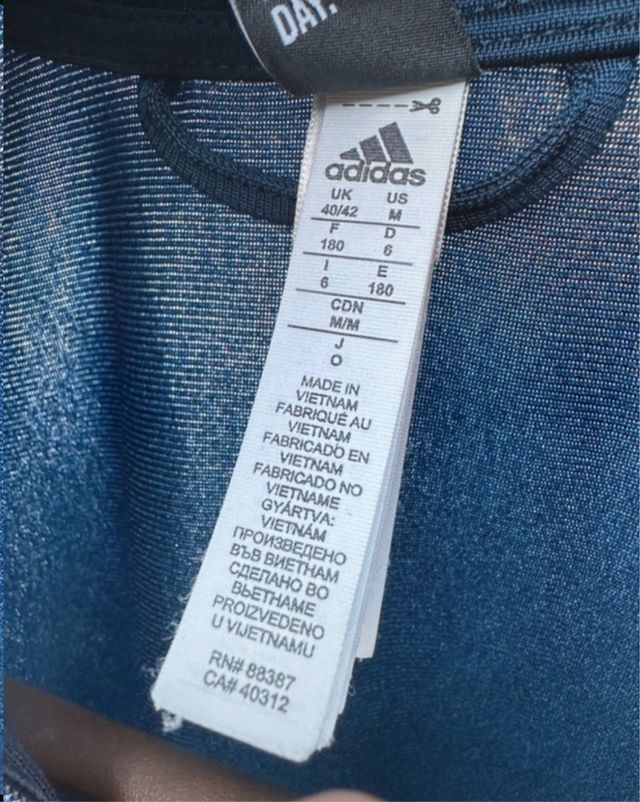 DAY.
adidas
UK US
40/42 M
F D
180 6
I E
6 180
CDN
M/M
J
O
MADE IN
VIETNAM
FABRIQUÉ AU
VIETNAM
FABRICADO EN
VIETNAM
FABRICADO NO
VIETNAME
GYÁRTVA:
VIETNÁM
ПРОИЗВЕДЕНО
ВЪВ ВИЕТНАМ
СДЕЛАНО ВО
ВЬЕТНАМЕ
PROIZVEDENO
U VIJETNAMU
RN# 88387
CA# 40312